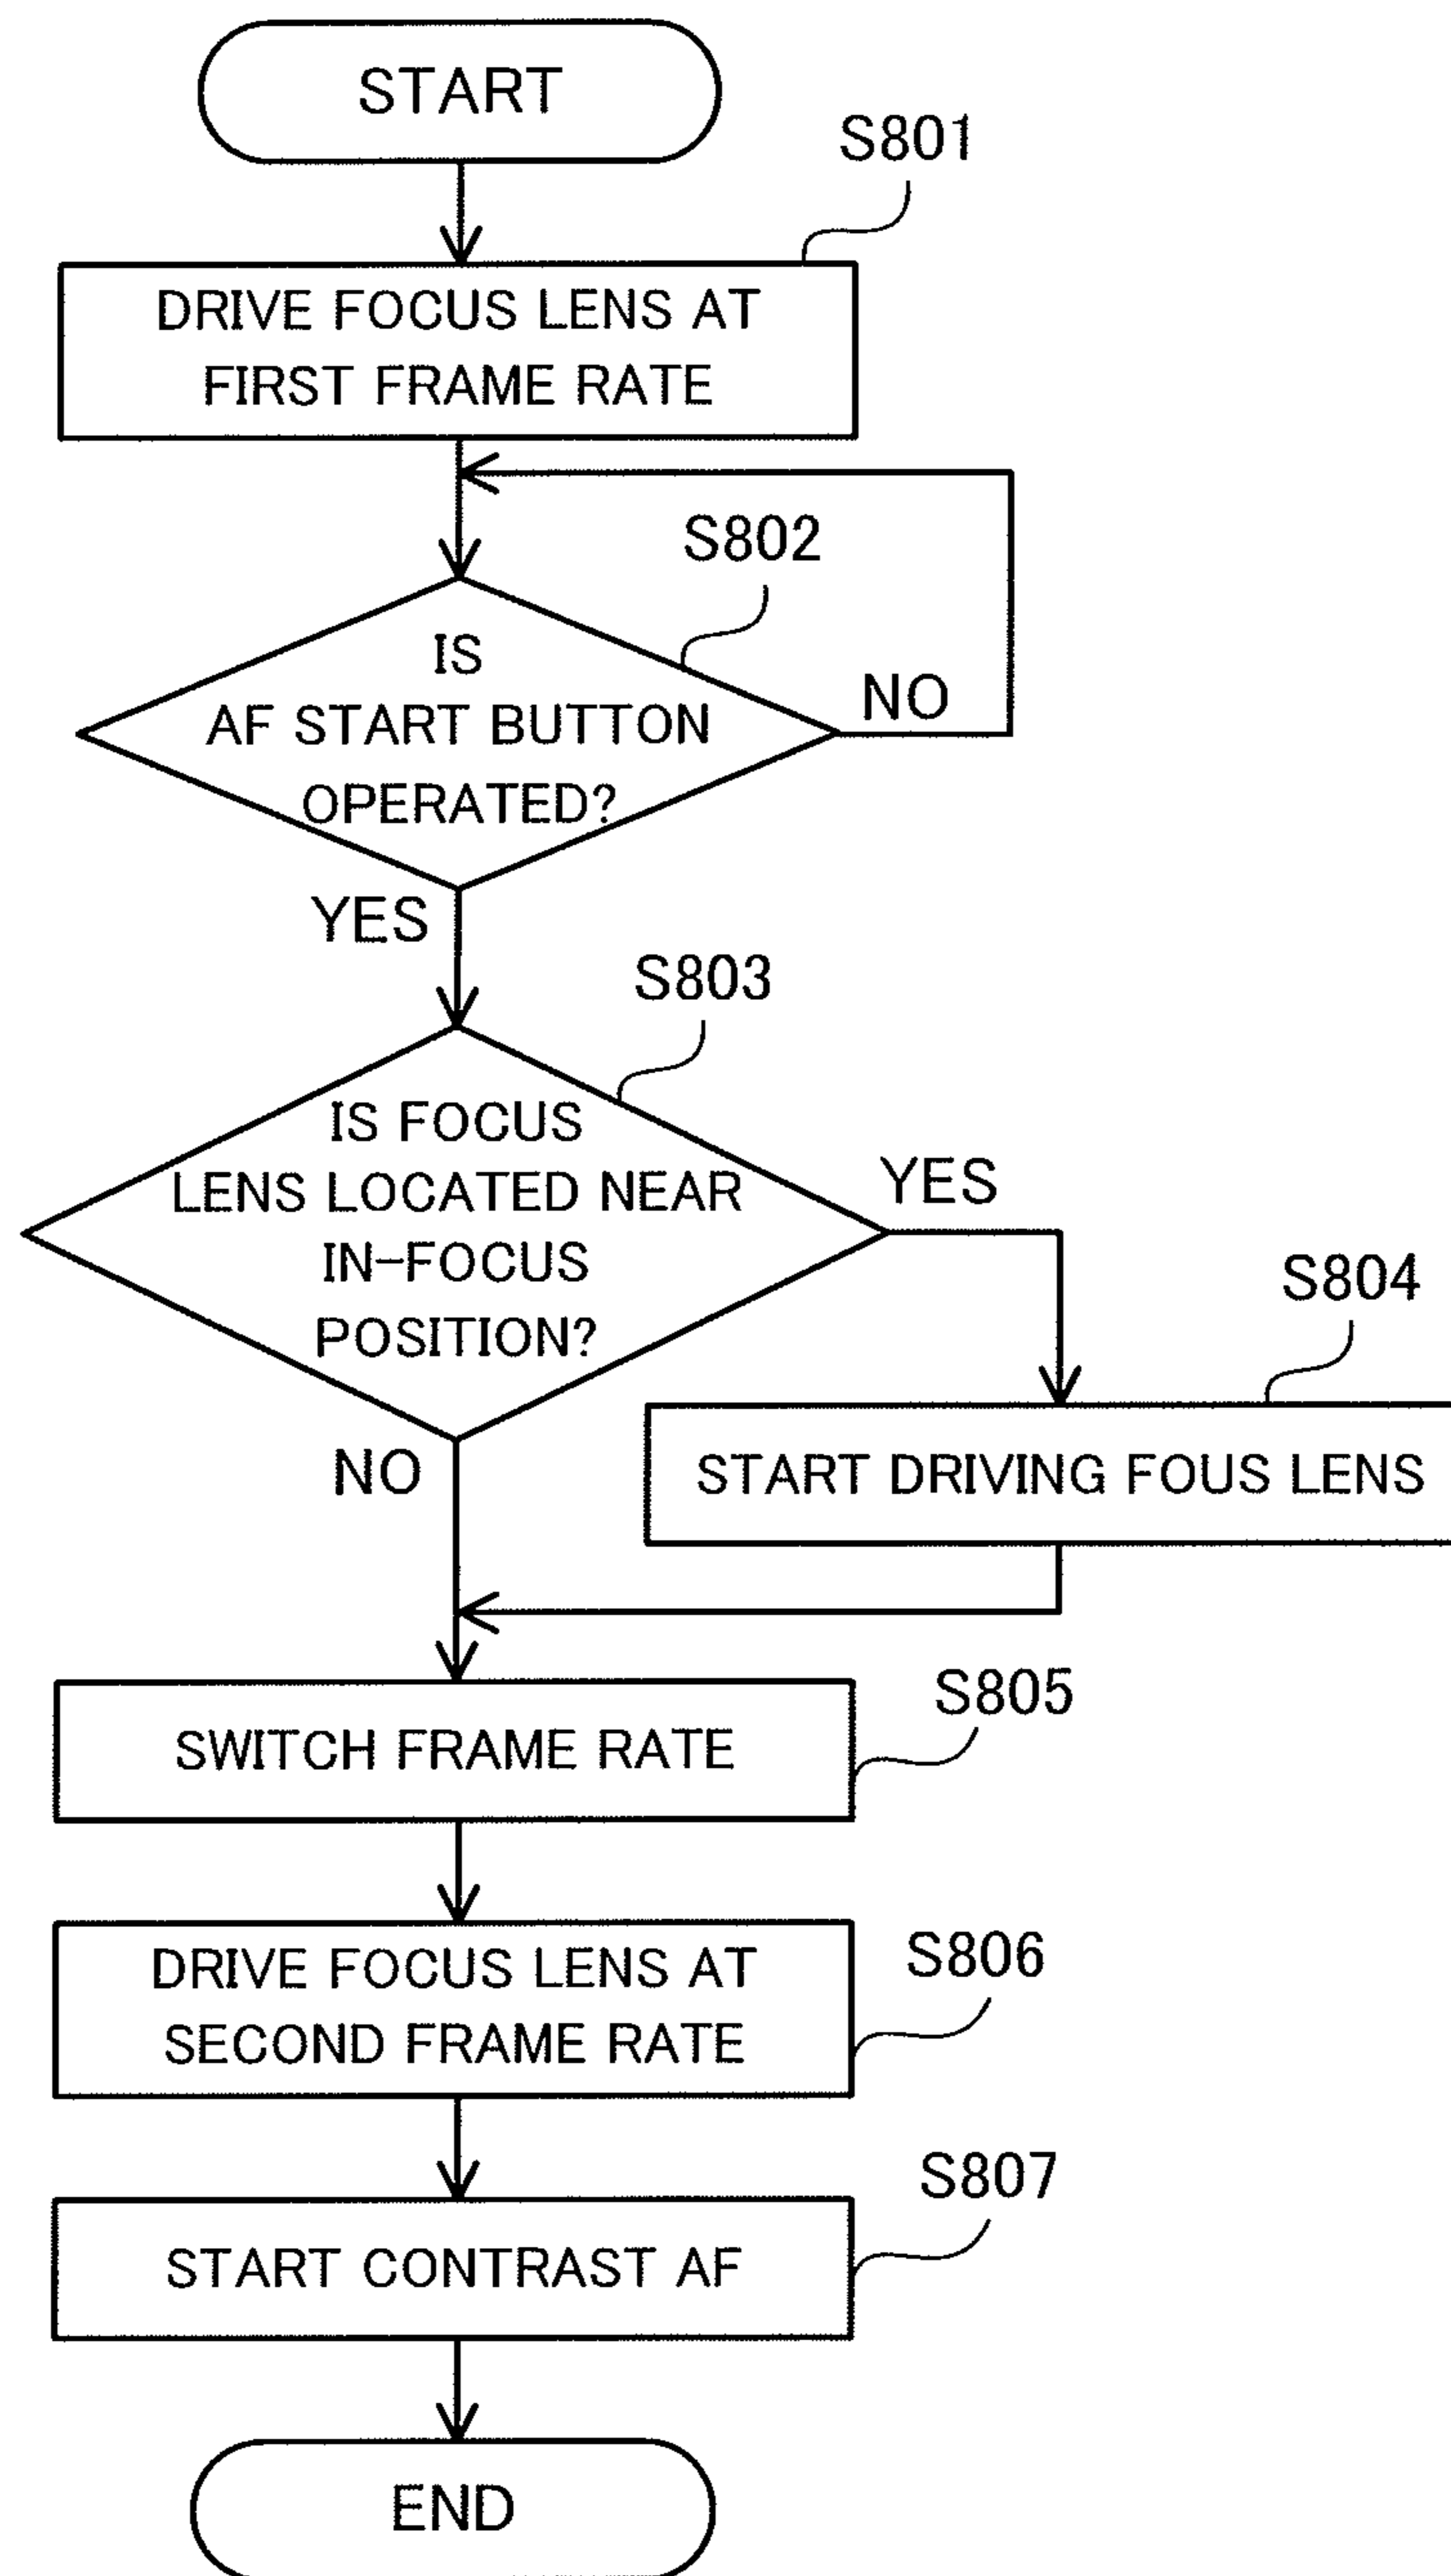 START
S801
DRIVE FOCUS LENS AT
FIRST FRAME RATE
S802
IS
AF START BUTTON
OPERATED?
NO
YES
S803
IS FOCUS
LENS LOCATED NEAR
IN-FOCUS
POSITION?
YES
NO
S804
START DRIVING FOUS LENS
S805
SWITCH FRAME RATE
S806
DRIVE FOCUS LENS AT
SECOND FRAME RATE
S807
START CONTRAST AF
END